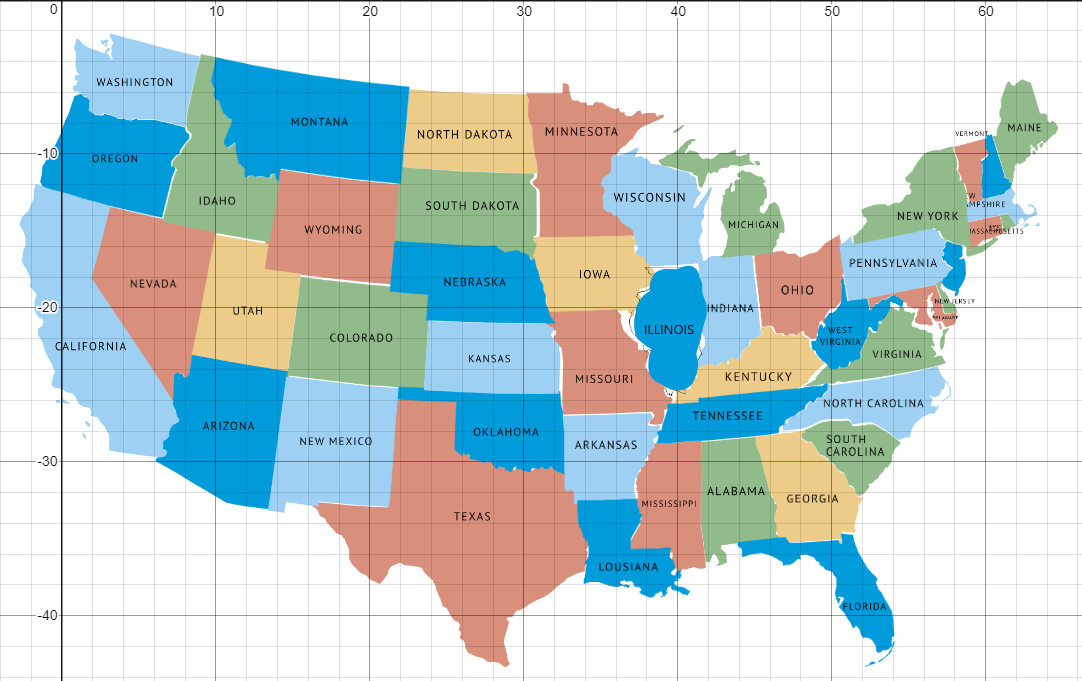 0
10
20
30
40
50
60
WASHINGTON
MONTANA
NORTH DAKOTA
MINNESOTA
VERMONT
MAINE
-10
OREGON
IDAHO
SOUTH DAKOTA
WISCONSIN
MICHIGAN
NEW YORK
EW
MPSHIRE
MASSACHUSETTS
WYOMING
NEBRASKA
IOWA
OHIO
PENNSYLVANIA
NEVADA
NEW JERSEY
-20
UTAH
COLORADO
ILLINOIS
INDIANA
WEST
VIRGINIA
DELAWARE
CALIFORNIA
KANSAS
MISSOURI
KENTUCKY
VIRGINIA
ARIZONA
NEW MEXICO
OKLAHOMA
ARKANSAS
TENNESSEE
NORTH CAROLINA
SOUTH
CAROLINA
-30
TEXAS
MISSISSIPPI
ALABAMA
GEORGIA
LOUSIANA
FLORIDA
-40